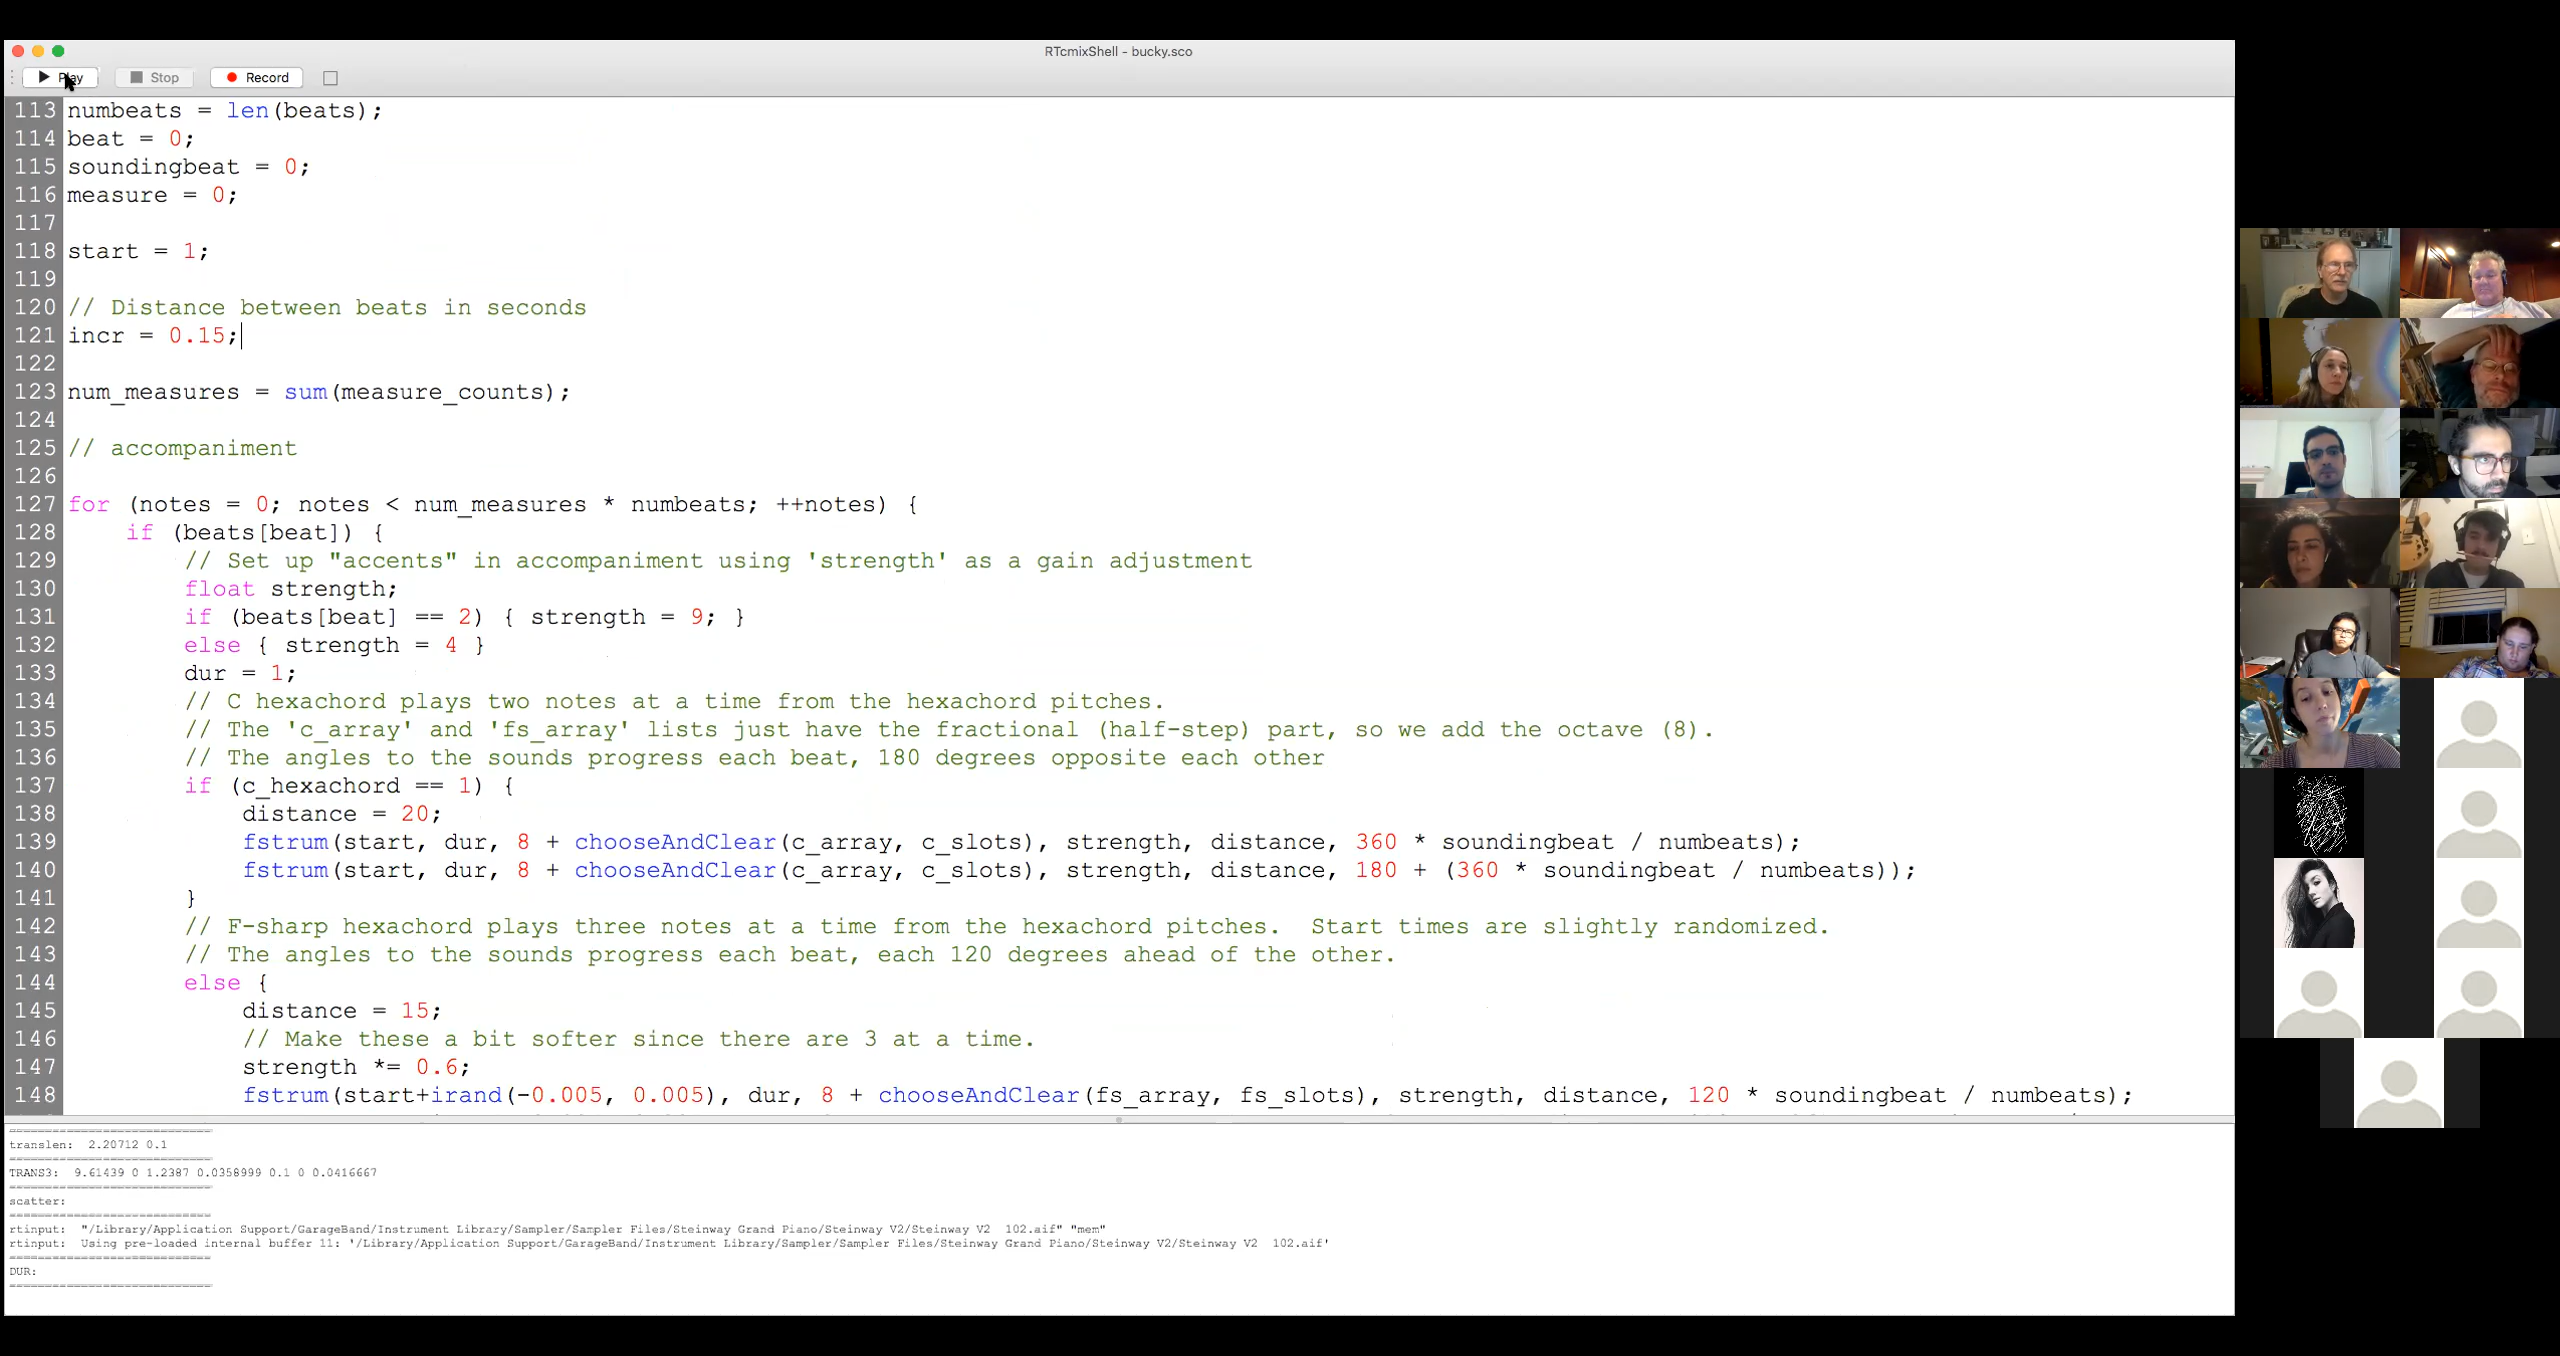 RTcmixShell - bucky.sco
Play Stop Record
113 numbeats = len(beats);
114 beat = 0;
115 soundingbeat = 0;
116 measure = 0;
117
118 start = 1;
119
120 // Distance between beats in seconds
121 incr = 0.15;
122
123 num_measures = sum(measure_counts);
124
125 // accompaniment
126
127 for (notes = 0; notes < num_measures * numbeats; ++notes) {
128 if (beats[beat]) {
129 // Set up "accents" in accompaniment using 'strength' as a gain adjustment
130 float strength;
131 if (beats[beat] == 2) { strength = 9; }
132 else { strength = 4 }
133 dur = 1;
134 // C hexachord plays two notes at a time from the hexachord pitches.
135 // The 'c_array' and 'fs_array' lists just have the fractional (half-step) part, so we add the octave (8).
136 // The angles to the sounds progress each beat, 180 degrees opposite each other
137 if (c_hexachord == 1) {
138 distance = 20;
139 fstrum(start, dur, 8 + chooseAndClear(c_array, c_slots), strength, distance, 360 * soundingbeat / numbeats);
140 fstrum(start, dur, 8 + chooseAndClear(c_array, c_slots), strength, distance, 180 + (360 * soundingbeat / numbeats));
141 }
142 // F-sharp hexachord plays three notes at a time from the hexachord pitches. Start times are slightly randomized.
143 // The angles to the sounds progress each beat, each 120 degrees ahead of the other.
144 else {
145 distance = 15;
146 // Make these a bit softer since there are 3 at a time.
147 strength *= 0.6;
148 fstrum(start+irand(-0.005, 0.005), dur, 8 + chooseAndClear(fs_array, fs_slots), strength, distance, 120 * soundingbeat / numbeats);
============================
translen: 2.20712 0.1
============================
TRANS3: 9.61439 0 1.2387 0.0358999 0.1 0 0.0416667
============================
scatter:
============================
rtinput: "/Library/Application Support/GarageBand/Instrument Library/Sampler/Sampler Files/Steinway Grand Piano/Steinway V2/Steinway V2 102.aif" "mem"
rtinput: Using pre-loaded internal buffer 11: '/Library/Application Support/GarageBand/Instrument Library/Sampler/Sampler Files/Steinway Grand Piano/Steinway V2/Steinway V2 102.aif'
============================
DUR:
============================